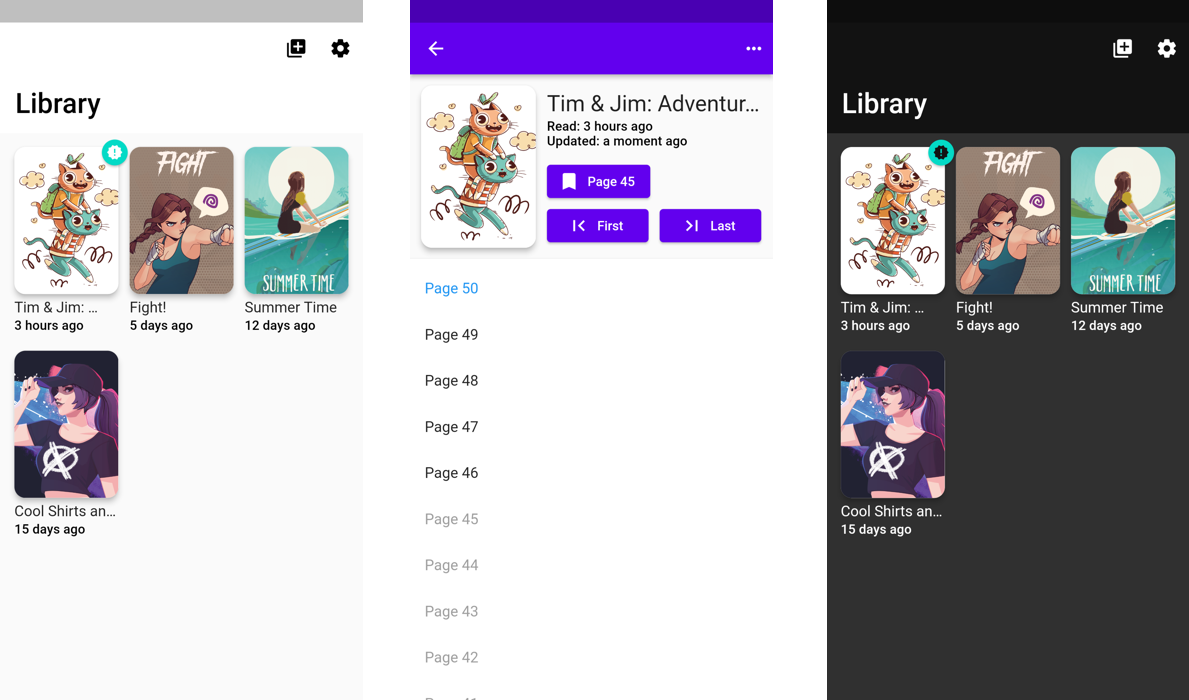 Library
FIGHT
SUMMER TIME
Tim & Jim: ...
Fight!
Summer Time
3 hours ago
5 days ago
12 days ago
Cool Shirts an...
15 days ago
Tim & Jim: Adventur...
Read: 3 hours ago
Updated: a moment ago
Page 45
First
Last
Page 50
Page 49
Page 48
Page 47
Page 46
Page 45
Page 44
Page 43
Page 42
Page 41
Library
FIGHT
SUMMER TIME
Tim & Jim: ...
Fight!
Summer Time
3 hours ago
5 days ago
12 days ago
Cool Shirts an...
15 days ago